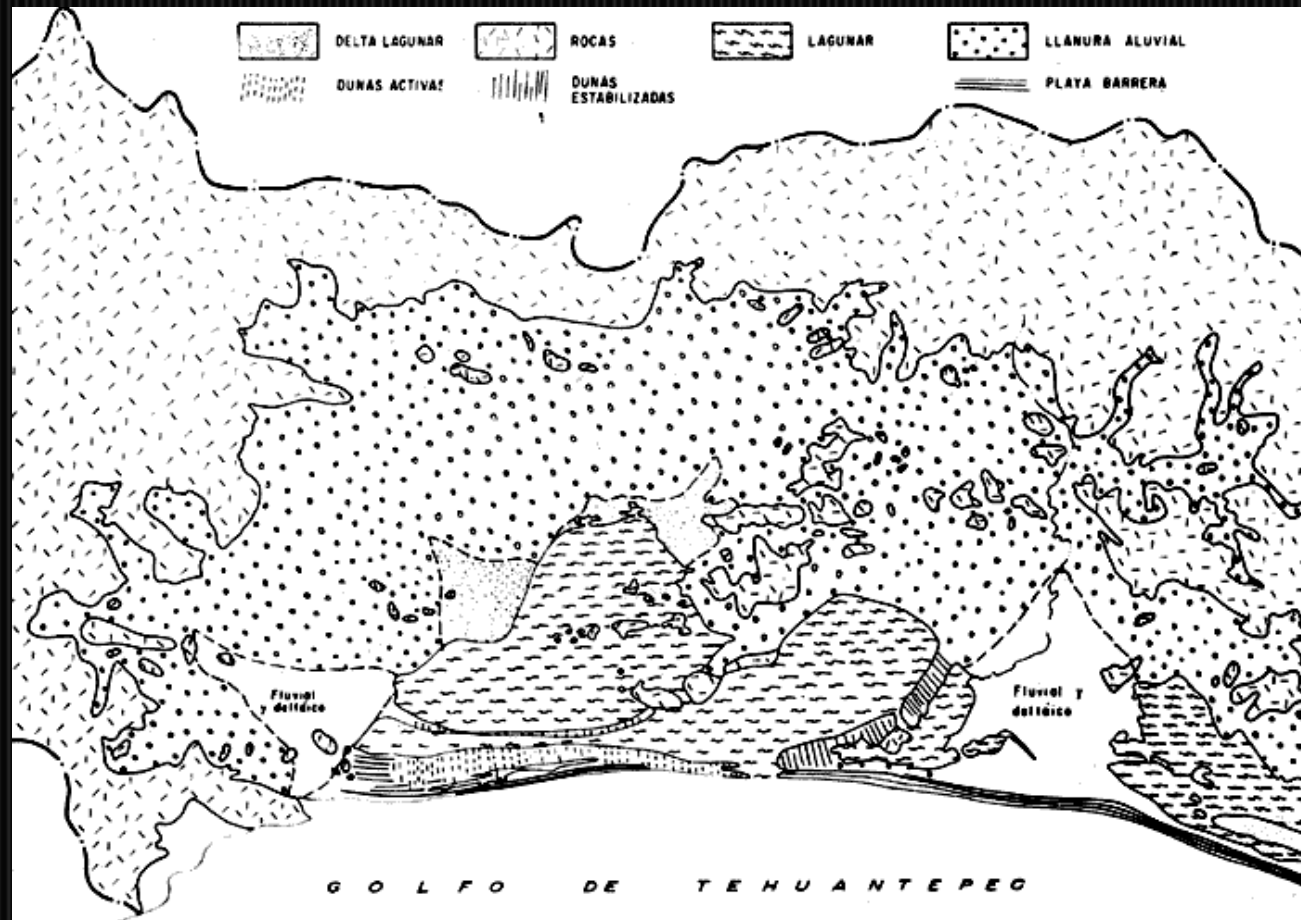 DELTA LAGUNAR
ROCAS
LAGUNAR
LLANURA ALUVIAL
DUNAS ACTIVAS
DUNAS
ESTABILIZADAS
PLAYA BARRERA
Fluvial
y deltáico
Fluvial y
deltáico
GOLFO DE TEHUANTEPEC